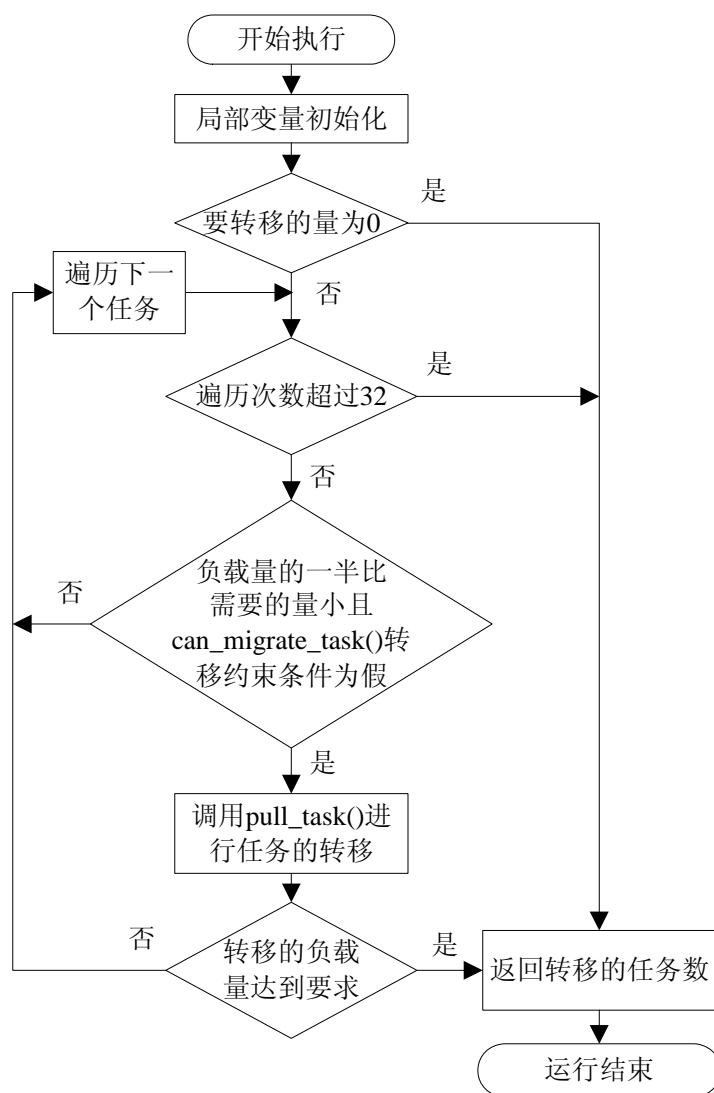 开始执行
局部变量初始化
是
要转移的量为0
遍历下一
个任务
否
是
遍历次数超过32
否
负载量的一半比
否
需要的量小且
can_migrate_task()转
移约束条件为假
是
调用pull_task()进
行任务的转移
否
是
转移的负载
量达到要求
返回转移的任务数
运行结束